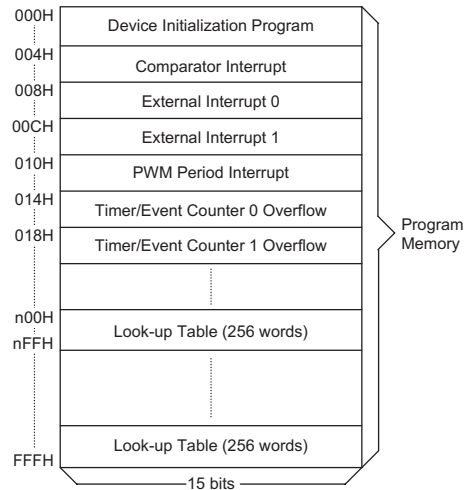 000H
Device Initialization Program
004H
Comparator Interrupt
008H
External Interrupt 0
00CH
External Interrupt 1
010H
PWM Period Interrupt
014H
Timer/Event Counter 0 Overflow
018H
Timer/Event Counter 1 Overflow
Program
Memory
n00H
Look-up Table (256 words)
nFFH
Look-up Table (256 words)
FFFH
15 bits